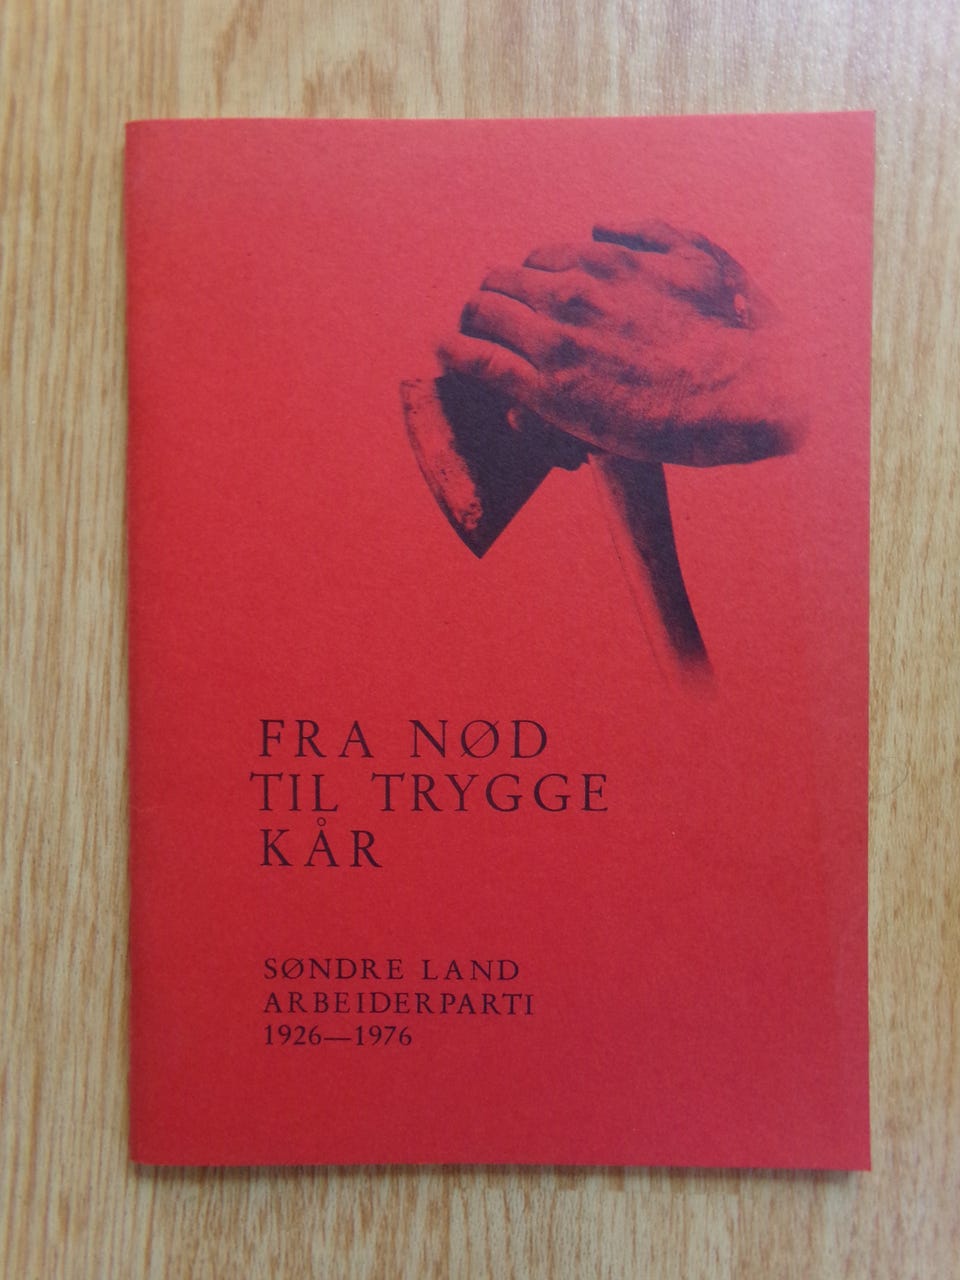 FRA NØD
TIL TRYGGE
KÅR
SØNDRE LAND
ARBEIDERPARTI
1926—1976